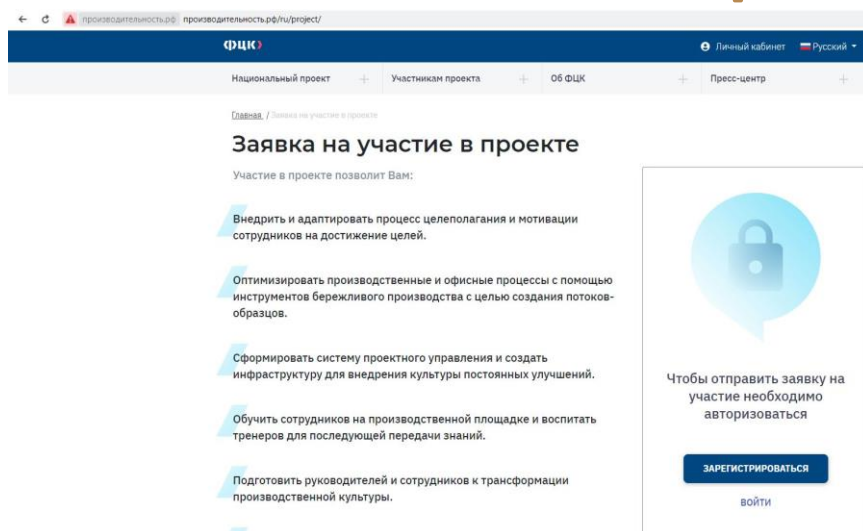 производительность.рф производительность.рф/ru/project/
ФЦК
Личный кабинет Русский
Национальный проект Участникам проекта Об ФЦК Пресс-центр
Главная / Заявка на участие в проекте
Заявка на участие в проекте
Участие в проекте позволит Вам:
Внедрить и адаптировать процесс целеполагания и мотивации
сотрудников на достижение целей.
Оптимизировать производственные и офисные процессы с помощью
инструментов бережливого производства с целью создания потоков-
образцов.
Сформировать систему проектного управления и создать
инфраструктуру для внедрения культуры постоянных улучшений.
Обучить сотрудников на производственной площадке и воспитать
тренеров для последующей передачи знаний.
Подготовить руководителей и сотрудников к трансформации
производственной культуры.
Чтобы отправить заявку на
участие необходимо
авторизоваться
ЗАРЕГИСТРИРОВАТЬСЯ
ВОЙТИ